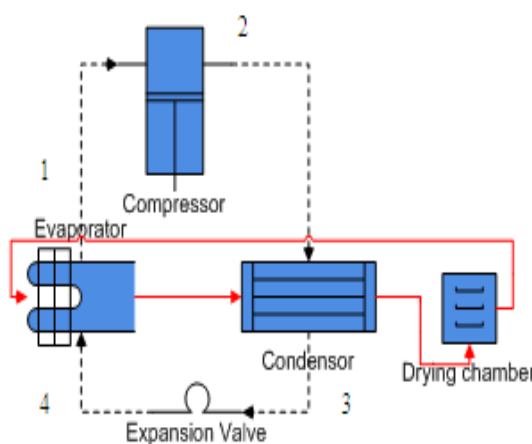 2
1
Compressor
Evaporator
Condensor
Drying chamber
4
3
Expansion Valve